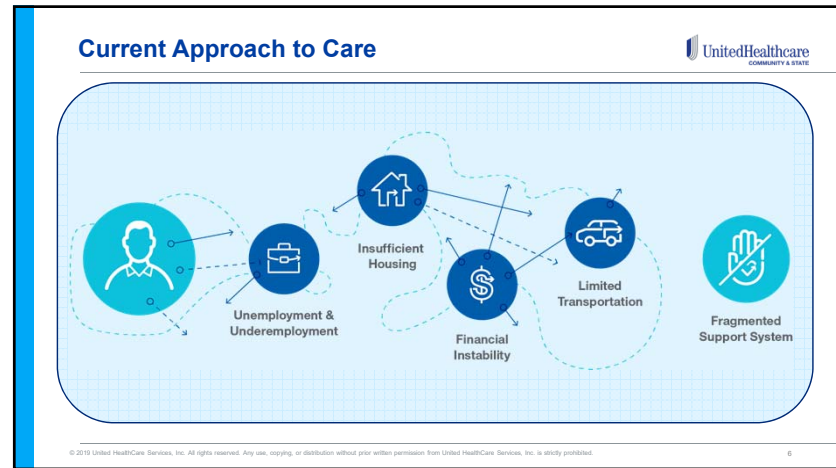 Current Approach to Care
UnitedHealthcare
COMMUNITY & STATE
Unemployment &
Underemployment
Insufficient
Housing
Financial
Instability
Limited
Transportation
Fragmented
Support System
© 2019 United HealthCare Services, Inc. All rights reserved. Any use, copying, or distribution without prior written permission from United HealthCare Services, Inc. is strictly prohibited.
6